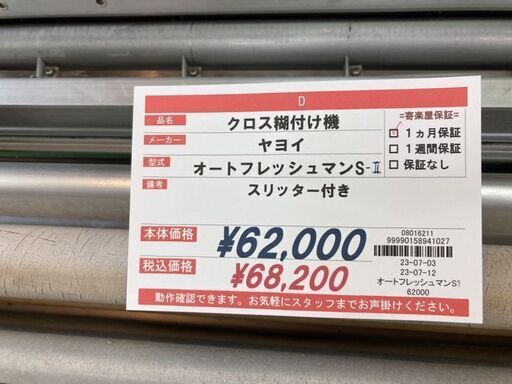 D
品名
クロス糊付け機
メーカー
ヤヨイ
型式
オートフレッシュマンS-Ⅱ
備考
スリッター付き
=寄楽屋保証=
1ヵ月保証
1週間保証
保証なし
本体価格
¥62,000
税込価格
¥68,200
08016211
99990158941027
23-07-03
23-07-12
オートフレッシュマンS?
62000
動作確認できます。お気軽にスタッフまでお声掛けください。